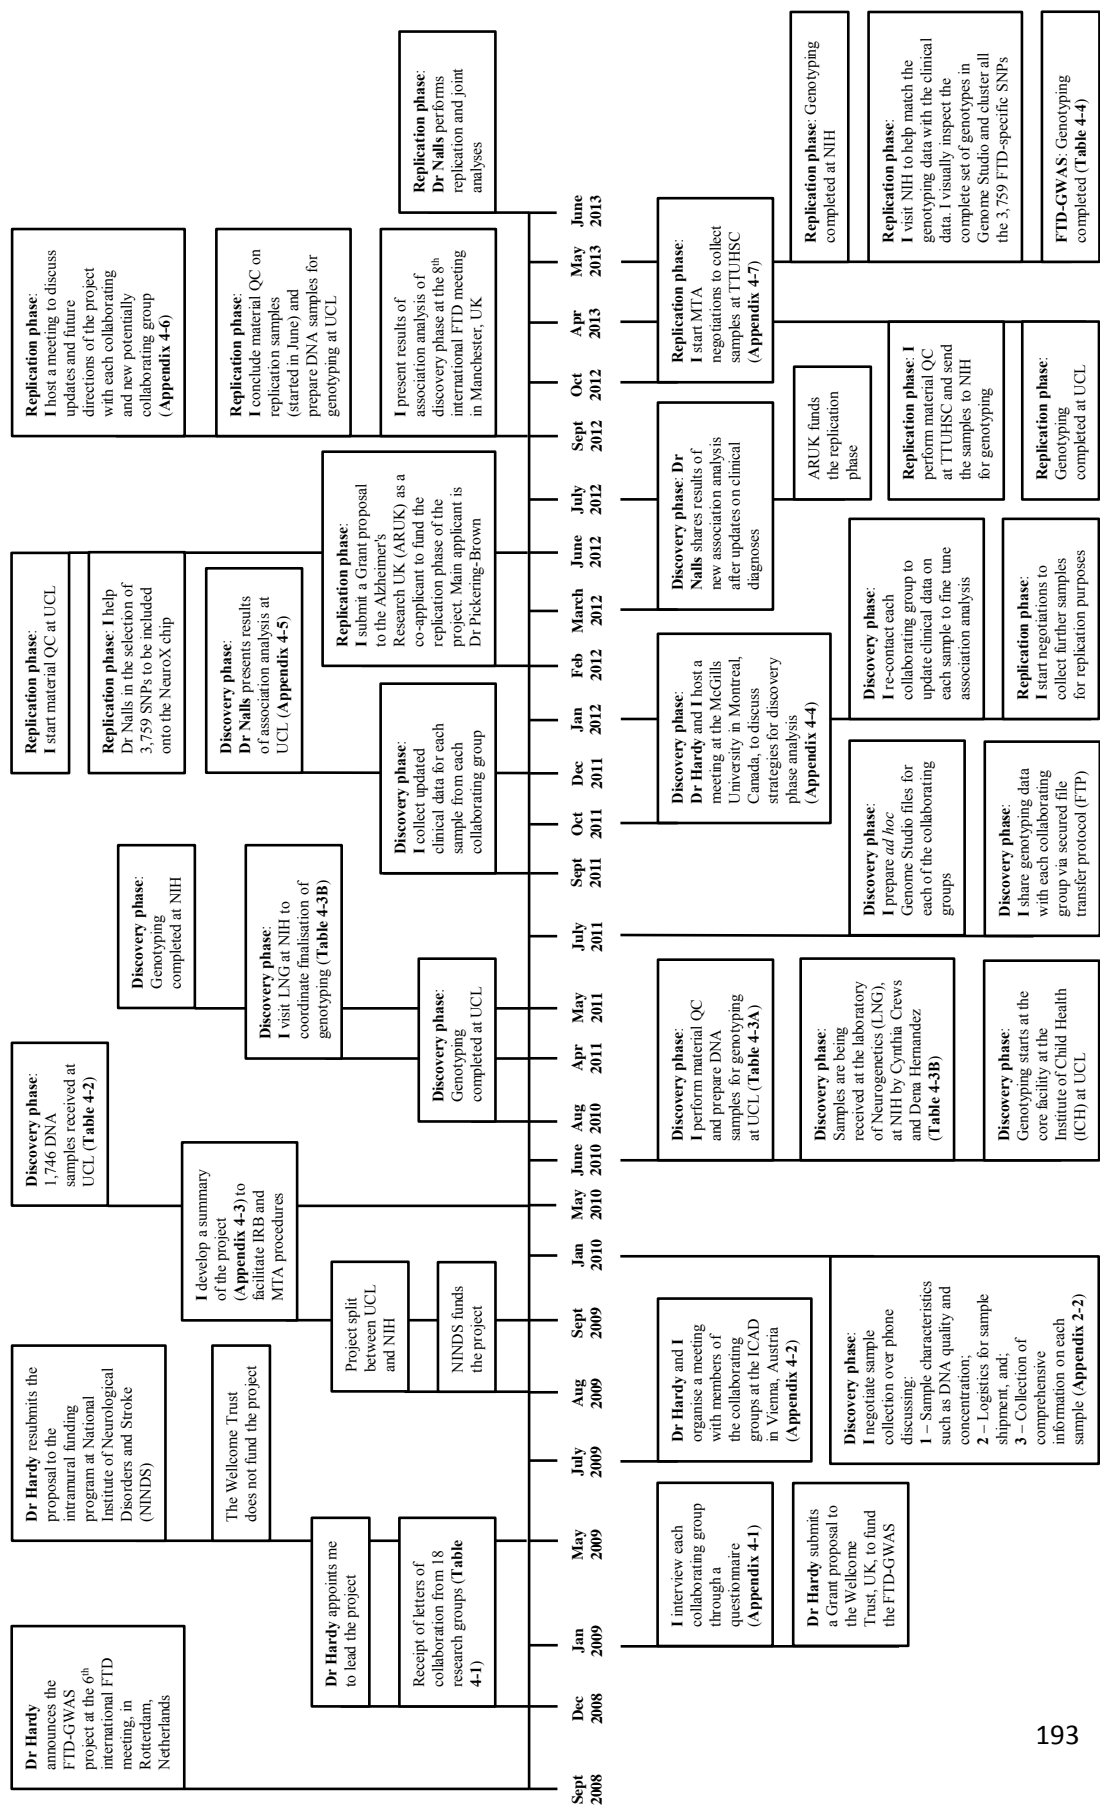 Dr Hardy
announces the
FTD-GWAS
project at the 6th
international FTD
meeting, in
Rotterdam,
Netherlands
Dr Hardy appoints me
to lead the project
Receipt of letters of
collaboration from 18
research groups (Table
4-1)
Dr Hardy resubmits the
proposal to the
intramural funding
program at National
Institute of Neurological
Disorders and Stroke
(NINDS)
The Wellcome Trust
does not fund the project
Project split
between UCL
and NIH
NINDS funds
the project
I develop a summary
of the project
(Appendix 4-3) to
facilitate IRB and
MTA procedures
Discovery phase:
1,746 DNA
samples received at
UCL (Table 4-2)
Discovery phase:
Genotyping
completed at UCL
Discovery phase:
I visit LNG at NIH to
coordinate finalisation of
genotyping (Table 4-3B)
Discovery phase:
Genotyping
completed at NIH
Discovery phase:
I collect updated
clinical data for each
sample from each
collaborating group
Discovery phase:
Dr Nalls presents results
of association analysis at
UCL (Appendix 4-5)
Replication phase:
I start material QC at UCL
Replication phase: I help
Dr Nalls in the selection of
3,759 SNPs to be included
onto the NeuroX chip
Replication phase:
I submit a Grant proposal
to the Alzheimer's
Research UK (ARUK) as a
co-applicant to fund the
replication phase of the
project. Main applicant is
Dr Pickering-Brown
Replication phase:
I host a meeting to discuss
updates and future
directions of the project
with each collaborating
and new potentially
collaborating group
(Appendix 4-6)
Replication phase:
I conclude material QC on
replication samples
(started in June) and
prepare DNA samples for
genotyping at UCL
I present results of
association analysis of
discovery phase at the 8th
international FTD meeting
in Manchester, UK
Replication phase:
Dr Nalls performs
replication and joint
analyses
Sept
2008
Dec
2008
Jan
2009
May
2009
July
2009
Aug
2009
Sept
2009
Jan
2010
May
2010
June
2010
Aug
2010
Apr
2011
May
2011
July
2011
Sept
2011
Oct
2011
Dec
2011
Jan
2012
Feb
2012
March
2012
June
2012
July
2012
Sept
2012
Oct
2012
Apr
2013
May
2013
June
2013
I interview each
collaborating group
through a
questionnaire
(Appendix 4-1)
Dr Hardy submits
a Grant proposal to
the Wellcome
Trust, UK, to fund
the FTD-GWAS
Dr Hardy and I
organise a meeting
with members of
the collaborating
groups at the ICAD
in Vienna, Austria
(Appendix 4-2)
Discovery phase:
I negotiate sample
collection over phone
discussing:
1 – Sample characteristics
such as DNA quality and
concentration;
2 – Logistics for sample
shipment, and;
3 – Collection of
comprehensive
information on each
sample (Appendix 2-2)
Discovery phase:
I perform material QC
and prepare DNA
samples for genotyping
at UCL (Table 4-3A)
Discovery phase:
Samples are being
received at the laboratory
of Neurogenetics (LNG),
at NIH by Cynthia Crews
and Dena Hernandez
(Table 4-3B)
Discovery phase:
Genotyping starts at the
core facility at the
Institute of Child Health
(ICH) at UCL
Discovery phase:
I prepare ad hoc
Genome Studio files for
each of the collaborating
groups
Discovery phase:
I share genotyping data
with each collaborating
group via secured file
transfer protocol (FTP)
Discovery phase:
Dr Hardy and I host a
meeting at the McGills
University in Montreal,
Canada, to discuss
strategies for discovery
phase analysis
(Appendix 4-4)
Discovery phase:
I re-contact each
collaborating group to
update clinical data on
each sample to fine tune
association analysis
Replication phase:
I start negotiations to
collect further samples
for replication purposes
Discovery phase: Dr
Nalls shares results of
new association analysis
after updates on clinical
diagnoses
ARUK funds
the replication
phase
Replication phase:
I start MTA
negotiations to collect
samples at TTUHSC
(Appendix 4-7)
Replication phase: I
perform material QC
at TTUHSC and send
the samples to NIH
for genotyping
Replication phase:
Genotyping
completed at UCL
Replication phase: Genotyping
completed at NIH
Replication phase:
I visit NIH to help match the
genotyping data with the clinical
data. I visually inspect the
complete set of genotypes in
Genome Studio and cluster all
the 3,759 FTD-specific SNPs
FTD-GWAS: Genotyping
completed (Table 4-4)
193